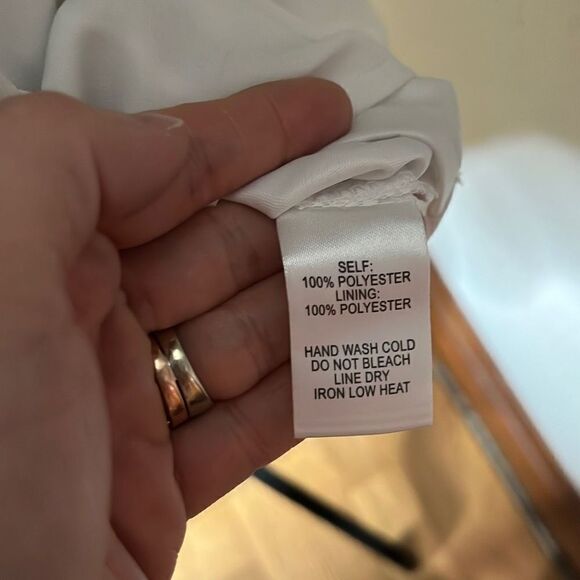 SELF:
100% POLYESTER
LINING:
100% POLYESTER
HAND WASH COLD
DO NOT BLEACH
LINE DRY
IRON LOW HEAT